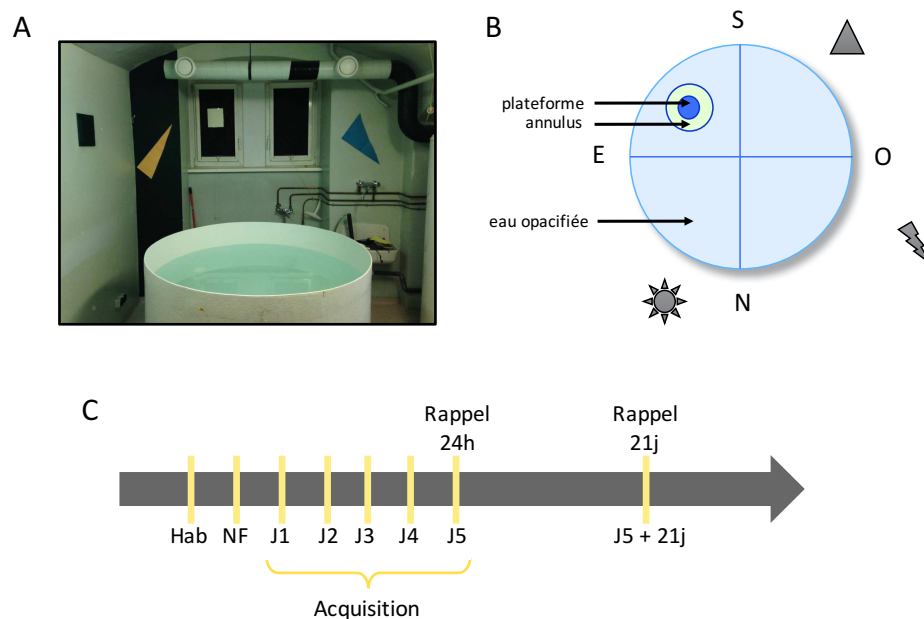 A
B
S
plateforme
annulus
E
O
eau opacifiée
N
C
Rappel
24h
Rappel
21j
Hab NF J1 J2 J3 J4 J5 J5 + 21j
Acquisition